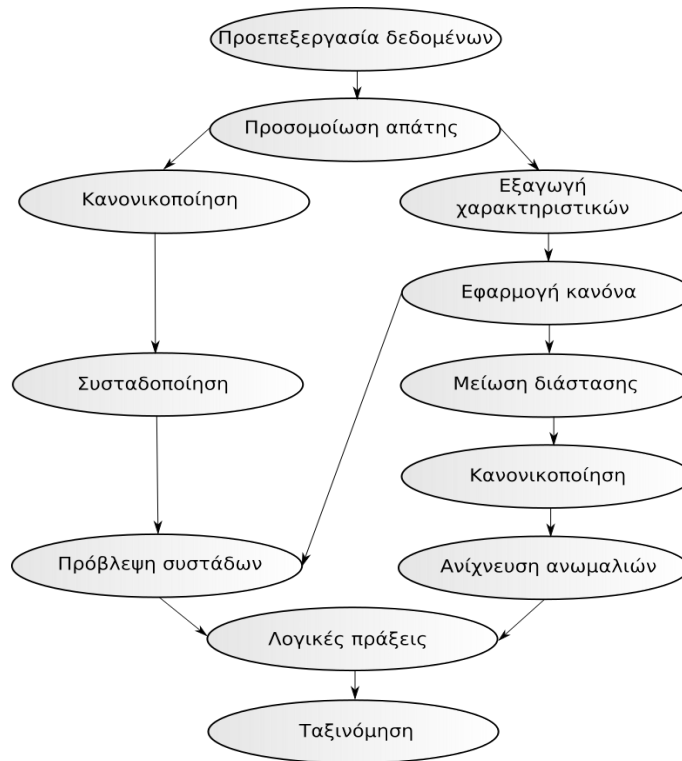 Προεπεξεργασία δεδομένων
Προσομοίωση απάτης
Κανονικοποίηση
Εξαγωγή
χαρακτηριστικών
Εφαρμογή κανόνα
Συσταδοποίηση
Μείωση διάστασης
Κανονικοποίηση
Πρόβλεψη συστάδων
Ανίχνευση ανωμαλιών
Λογικές πράξεις
Ταξινόμηση